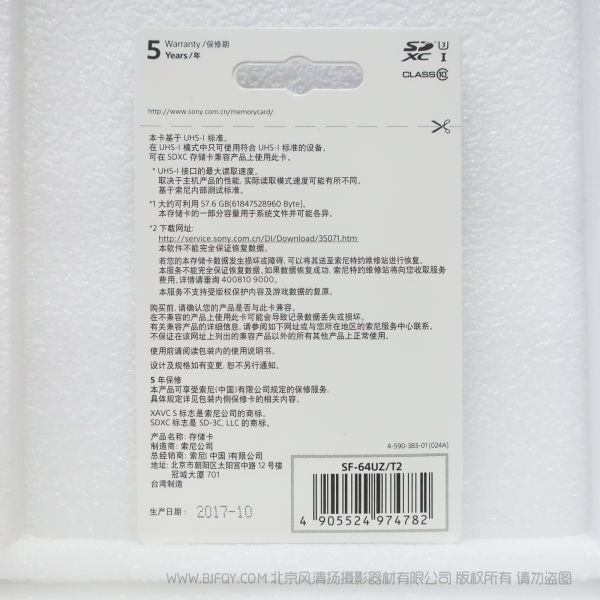 5 Warranty/保修期
Years/年
SDXC U3 I
CLASS10
http://www.sony.com.cn/memorycard/
本卡基于 UHS-I 标准。
在 UHS-I 模式中只可使用符合 UHS-I 标准的设备。
可在 SDXC 存储卡兼容产品上使用此卡。
* UHS-I 接口的最大读取速度。
取决于主机产品的性能, 实际读取模式速度可能有所不同。
基于索尼内部测试标准。
*1 大约可利用 57.6 GB(61847528960 Byte)。
本存储卡的一部分容量用于系统文件并可能各异。
*2 下载网址:
http://service.sony.com.cn/DI/Download/35071.htm
本软件不能完全保证恢复数据。
若您的本存储卡数据发生损坏或障碍, 可以将其送至索尼特约维修站进行恢复。
本服务不能完全保证恢复数据。如果数据恢复成功, 索尼特约维修站将向您收取服务
费用。详情请垂询 400810 9000.
本服务不支持受版权保护内容及游戏数据的复原。
购买前, 请确认您的产品是否与此卡兼容。
在不兼容的产品上使用此卡可能会导致记录数据丢失或损坏。
有关兼容产品的详细信息, 请参阅如下网址或与您所在地区的索尼服务中心联系。
不保证在该网址上列出的兼容产品以外的所有其他产品上正常使用。
使用前请阅读包装内的使用说明书。
设计及规格如有变更, 恕不另行通知。
5 年保修
本产品可享受索尼(中国)有限公司规定的保修服务,
具体规定详见包装内侧保修卡的相关内容。
XAVC S 标志是索尼公司的商标。
SDXC 标志是 SD-3C, LLC 的商标。
产品名称: 存储卡
制造商: 索尼公司
总经销商: 索尼( 中国 )有限公司
地址: 北京市朝阳区太阳宫中路 12 号楼
冠城大厦 701
台湾制造
4-590-383-01 (024A)
SF-64UZ/T2
4 905524 974782
生产日期: 2017-10
WWW.BJFQY.COM 北京风清扬摄影器材有限公司 版权所有 请勿盗图